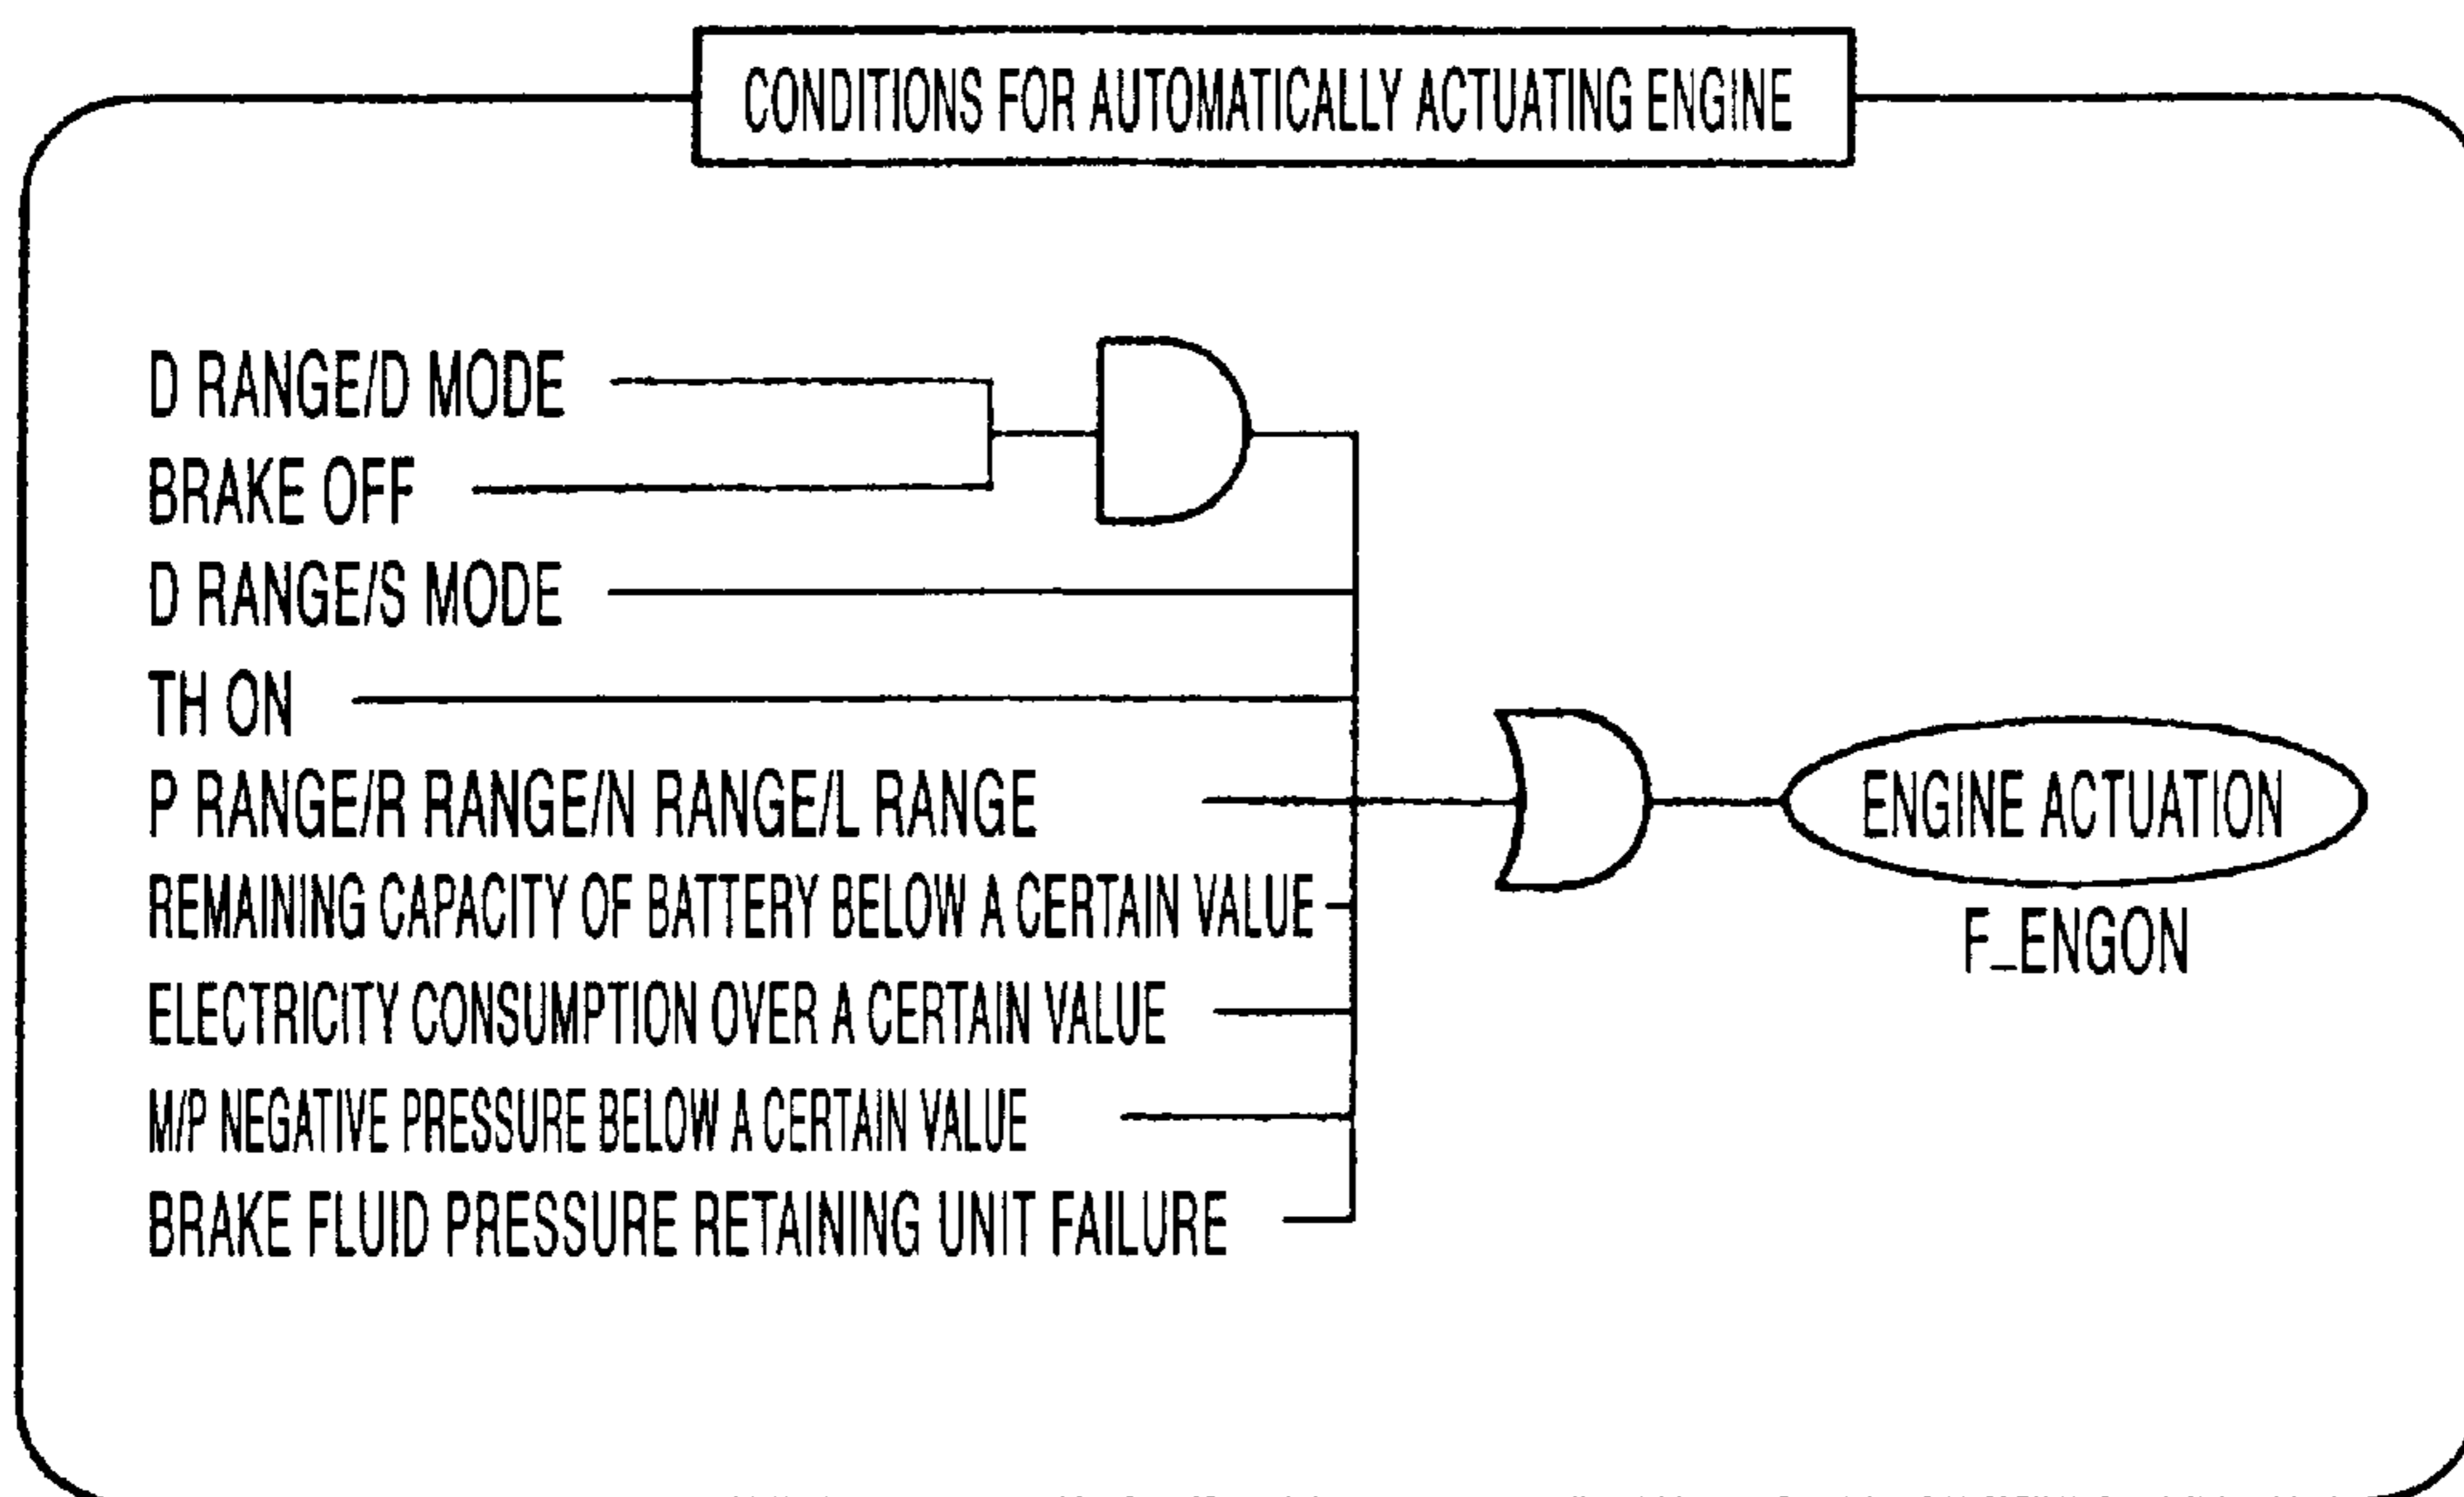 CONDITIONS FOR AUTOMATICALLY ACTUATING ENGINE
D RANGE/D MODE
BRAKE OFF
D RANGE/S MODE
TH ON
P RANGE/R RANGE/N RANGE/L RANGE
REMAINING CAPACITY OF BATTERY BELOW A CERTAIN VALUE
ELECTRICITY CONSUMPTION OVER A CERTAIN VALUE
M/P NEGATIVE PRESSURE BELOW A CERTAIN VALUE
BRAKE FLUID PRESSURE RETAINING UNIT FAILURE
ENGINE ACTUATION
F_ENGON